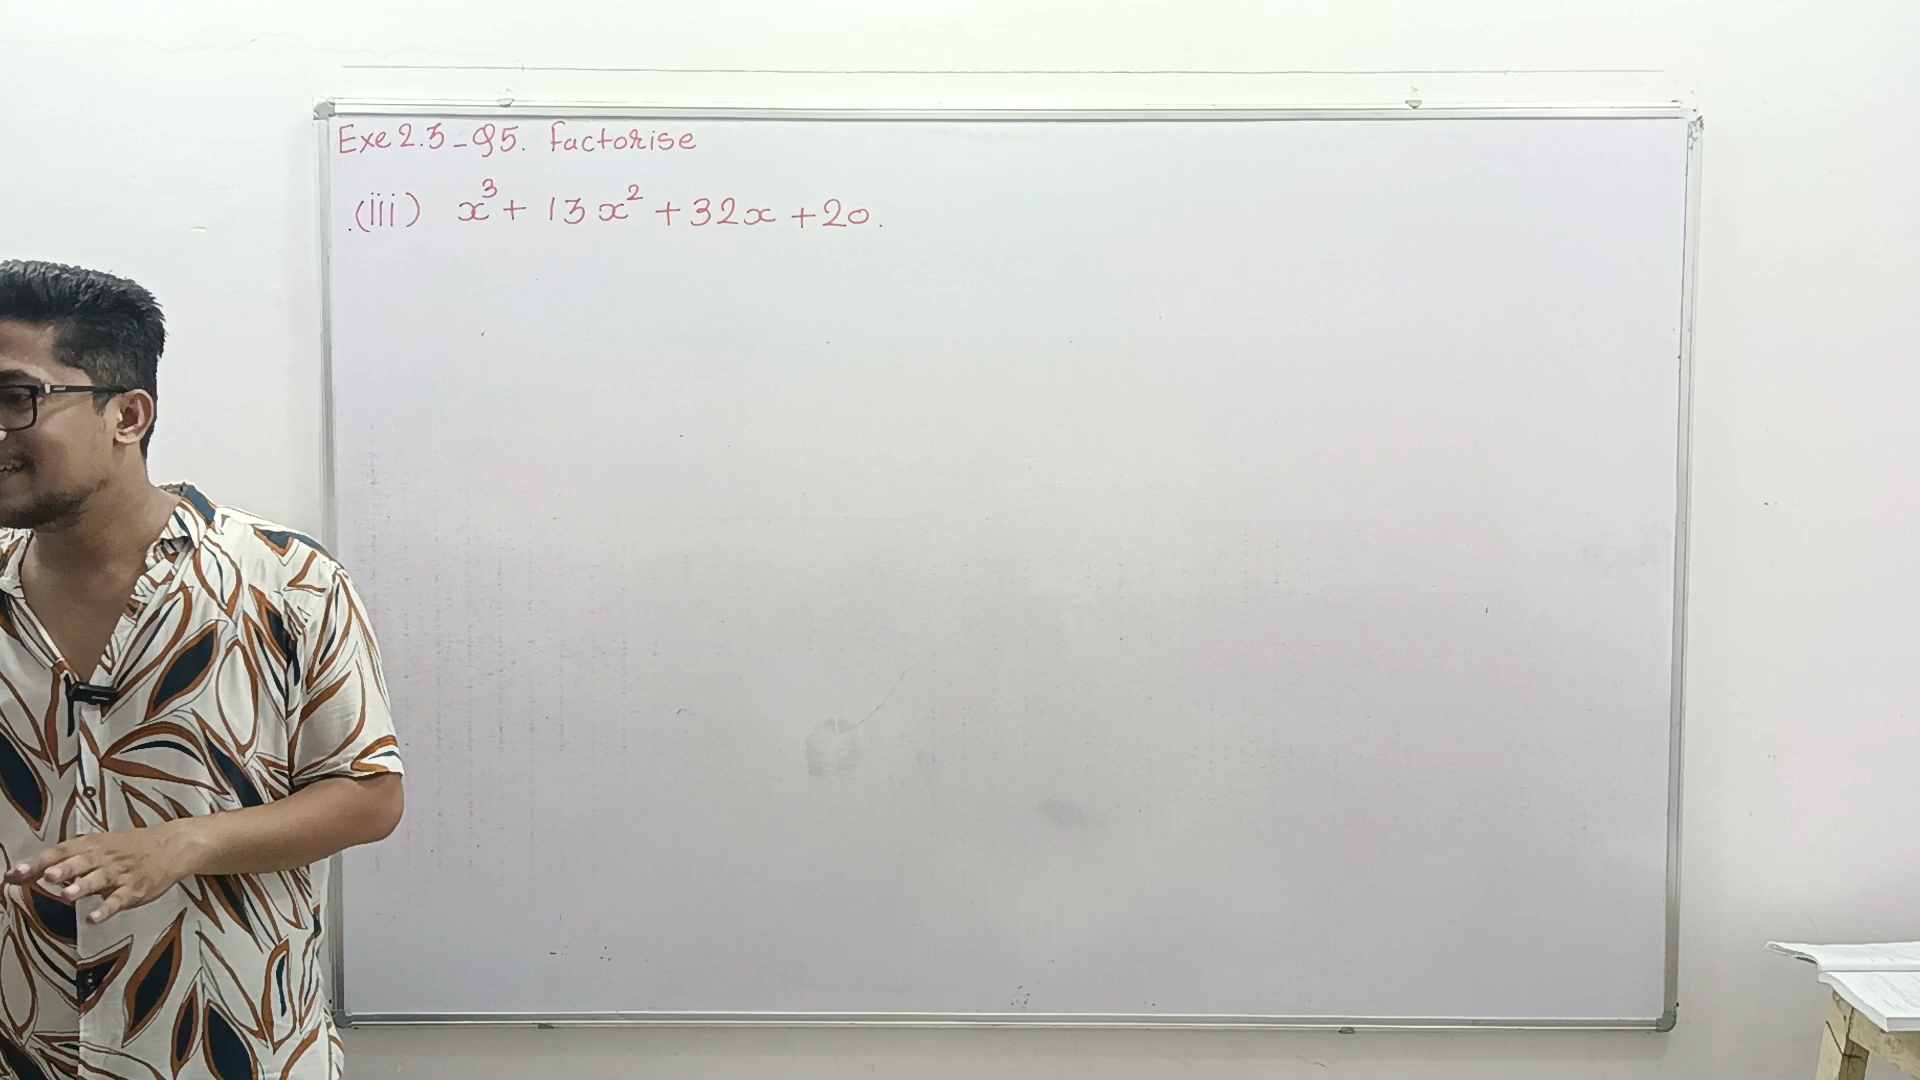 Exe 2.3 - Q5. factorise
(iii) x³ + 13x² + 32x + 20.